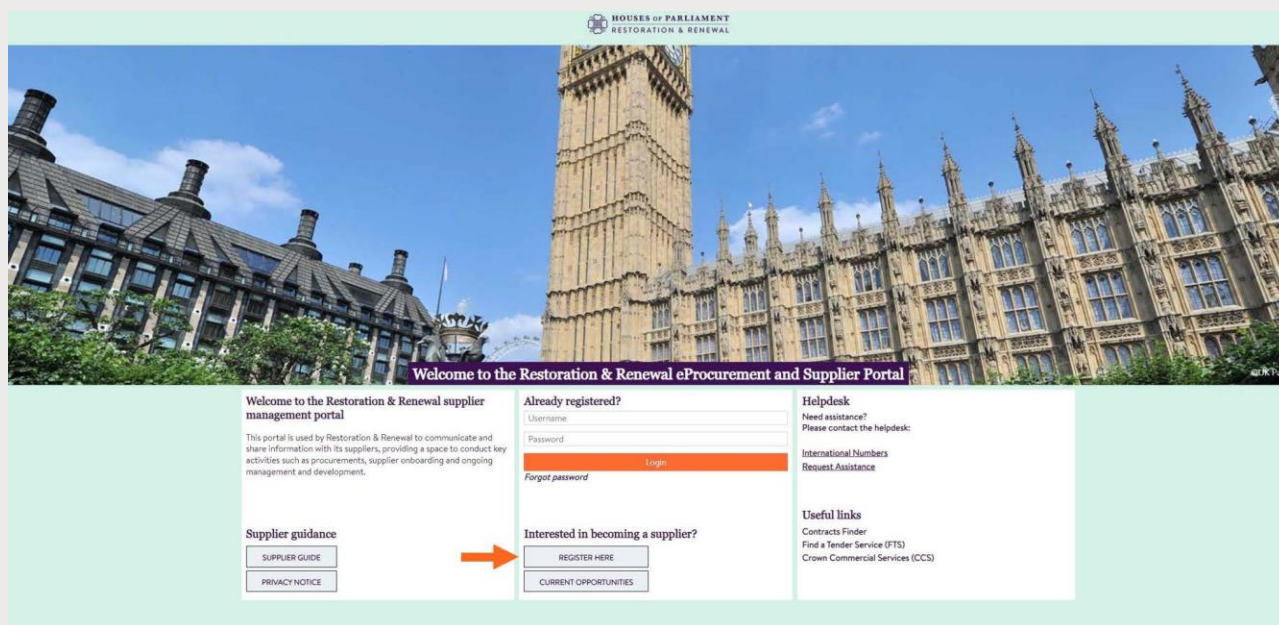 HOUSES OF PARLIAMENT
RESTORATION & RENEWAL
Welcome to the Restoration & Renewal eProcurement and Supplier Portal
©UK Pa
Welcome to the Restoration & Renewal supplier
management portal
This portal is used by Restoration & Renewal to communicate and
share information with its suppliers, providing a space to conduct key
activities such as procurements, supplier onboarding and ongoing
management and development.
Supplier guidance
SUPPLIER GUIDE
PRIVACY NOTICE
Already registered?
Username
Password
Login
Forgot password
Interested in becoming a supplier?
REGISTER HERE
CURRENT OPPORTUNITIES
Helpdesk
Need assistance?
Please contact the helpdesk:
International Numbers
Request Assistance
Useful links
Contracts Finder
Find a Tender Service (FTS)
Crown Commercial Services (CCS)